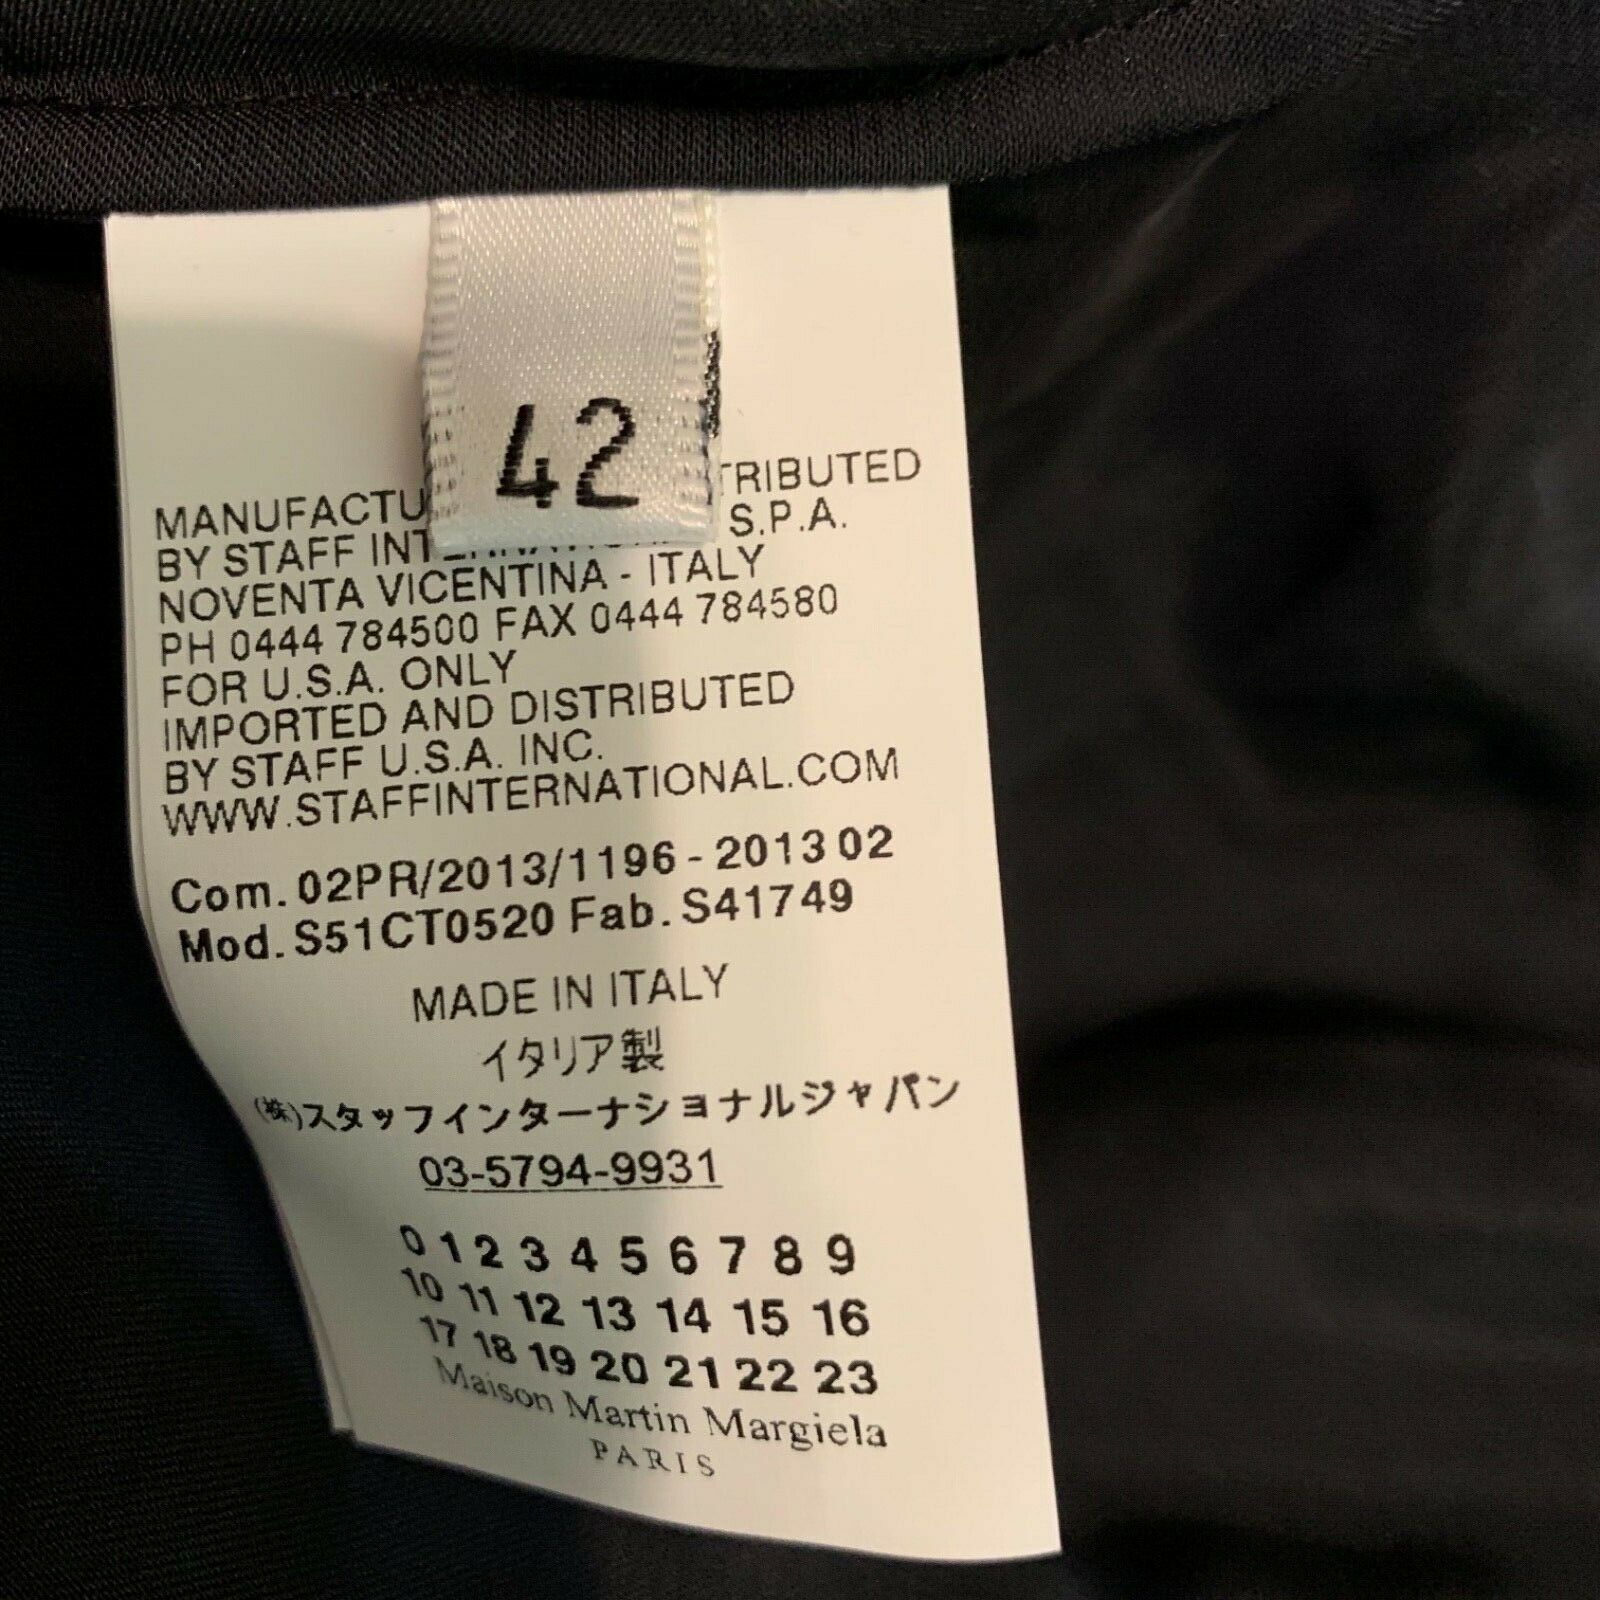 42
TRIBUTED
BY STAFF S.P.A.
NOVENTA VICENTINA - ITALY
PH 0444 784500 FAX 0444 784580
FOR U.S.A. ONLY
IMPORTED AND DISTRIBUTED
BY STAFF U.S.A. INC.
WWW.STAFFINTERNATIONAL.COM
Com. 02PR/2013/1196 - 2013 02
Mod. S51CT0520 Fab. S41749
MADE IN ITALY
イタリア製
(株)スタッフインターナショナルジャパン
03-5794-9931
0 1 2 3 4 5 6 7 8 9
10 11 12 13 14 15 16
17 18 19 20 21 22 23
Maison Martin Margiela
PARIS